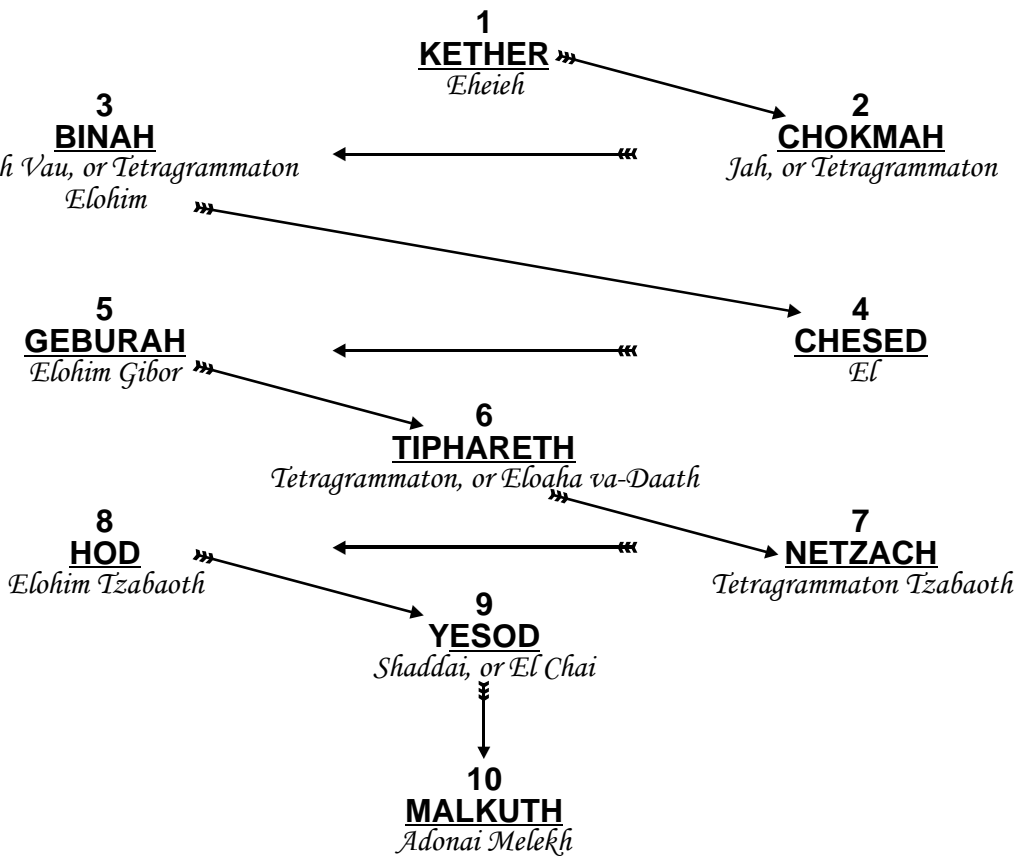 1
KETHER
Eheieh
3
BINAH
h Vau, or Tetragrammaton
Elohim
2
CHOKMAH
Jah, or Tetragrammaton
5
GEBURAH
Elohim Gibor
4
CHESED
El
6
TIPHARETH
Tetragrammaton, or Eloaha va-Daath
8
HOD
Elohim Tzabaoth
7
NETZACH
Tetragrammaton Tzabaoth
9
YESOD
Shaddai, or El Chai
10
MALKUTH
Adonai Melekh